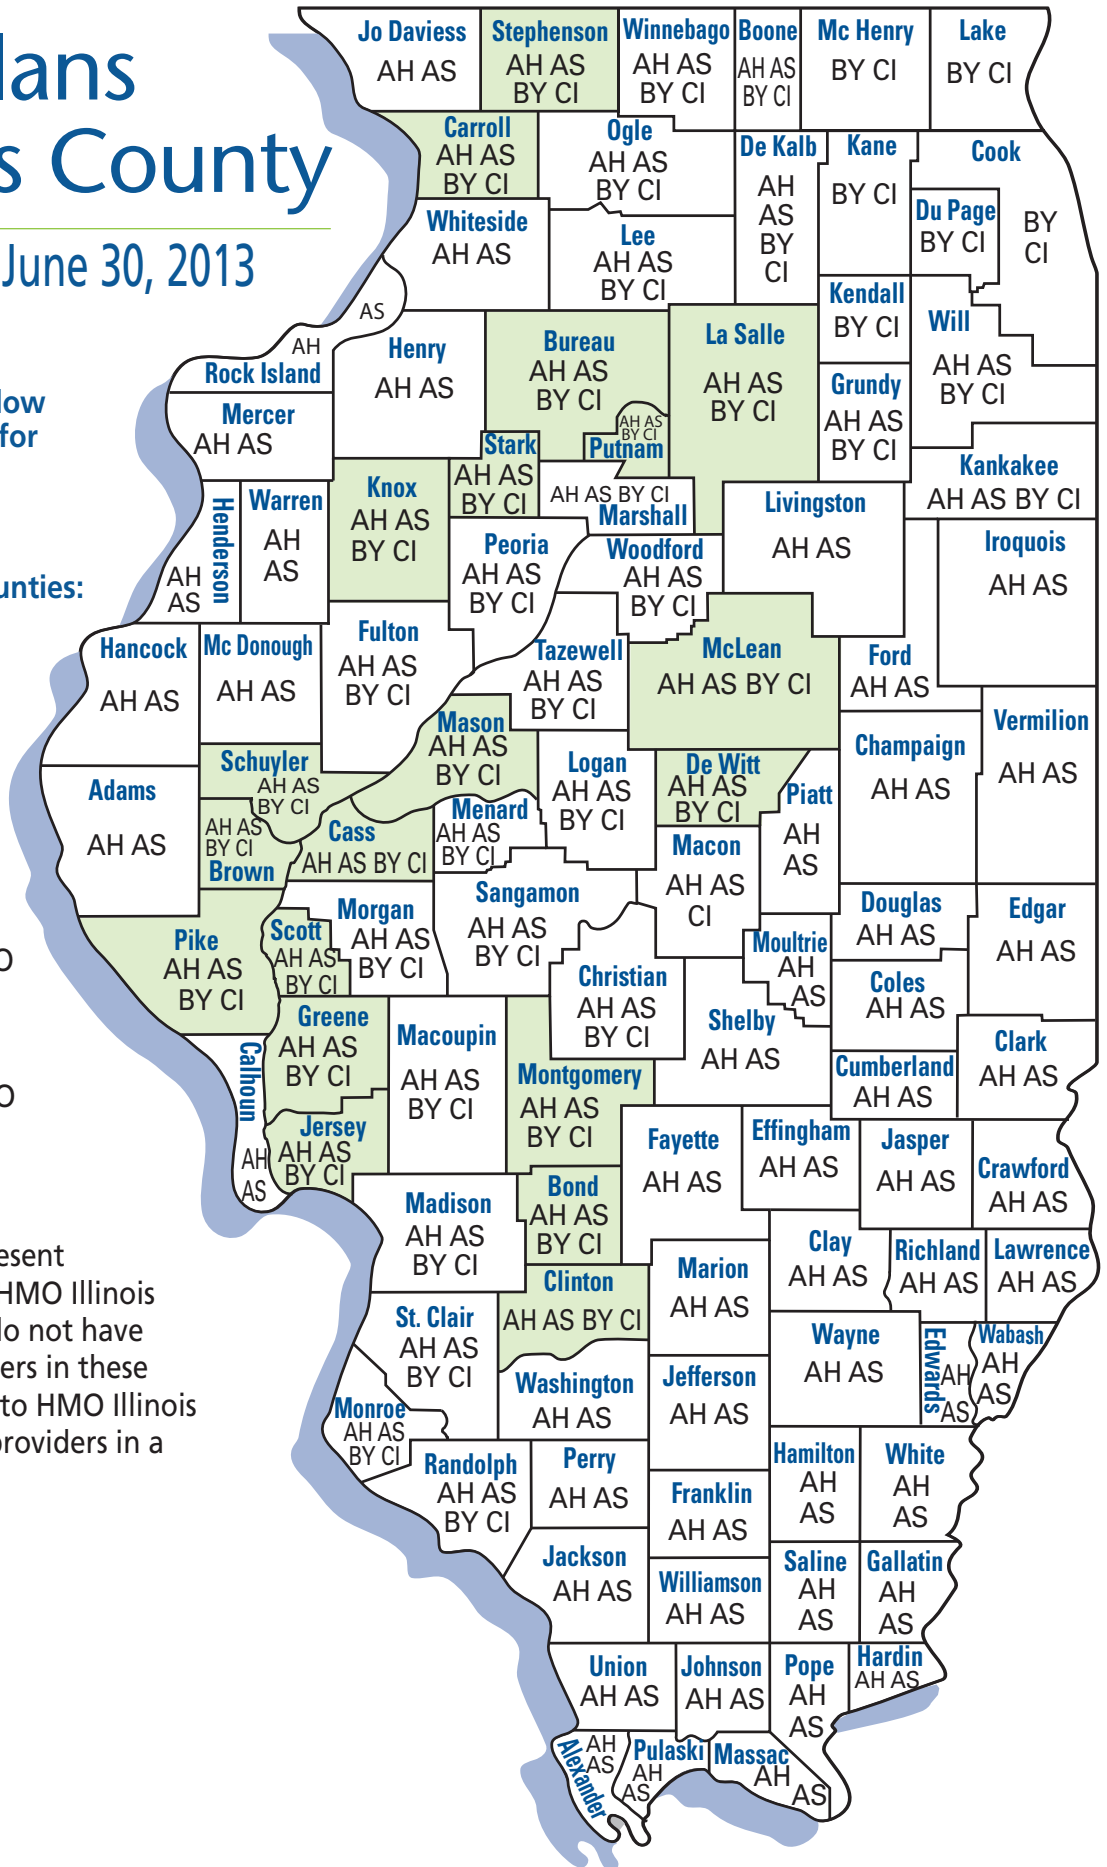 lans
s County
June 30, 2013
low
for
unties:
O
O
esent
HMO Illinois
do not have
ers in these
to HMO Illinois
providers in a
Jo Daviess
AH AS
Stephenson
AH AS
BY CI
Winnebago
AH AS
BY CI
Boone
AH AS
BY CI
Mc Henry
BY CI
Lake
BY CI
Carroll
AH AS
BY CI
Ogle
AH AS
BY CI
De Kalb
AH
AS
BY
CI
Kane
BY CI
Cook
BY
CI
Du Page
BY CI
Whiteside
AH AS
Lee
AH AS
BY CI
Kendall
BY CI
Will
AH AS
BY CI
AS
AH
Rock Island
Henry
AH AS
Bureau
AH AS
BY CI
La Salle
AH AS
BY CI
Grundy
AH AS
BY CI
Mercer
AH AS
AH AS
BY CI
Putnam
Stark
AH AS
BY CI
Kankakee
AH AS BY CI
Henderson
AH
AS
Warren
AH
AS
Knox
AH AS
BY CI
AH AS BY CI
Marshall
Livingston
AH AS
Iroquois
AH AS
Peoria
AH AS
BY CI
Woodford
AH AS
BY CI
Hancock
AH AS
Mc Donough
AH AS
Fulton
AH AS
BY CI
Tazewell
AH AS
BY CI
McLean
AH AS BY CI
Ford
AH AS
Vermilion
AH AS
Mason
AH AS
BY CI
Champaign
AH AS
Schuyler
AH AS
BY CI
Logan
AH AS
BY CI
De Witt
AH AS
BY CI
Piatt
AH
AS
Adams
AH AS
Menard
AH AS
BY CI
AH AS
BY CI
Brown
Cass
AH AS BY CI
Macon
AH AS
CI
Sangamon
AH AS
BY CI
Morgan
AH AS
BY CI
Douglas
AH AS
Edgar
AH AS
Pike
AH AS
BY CI
Scott
AH AS
BY CI
Moultrie
AH
AS
Christian
AH AS
BY CI
Coles
AH AS
Greene
AH AS
BY CI
Macoupin
AH AS
BY CI
Shelby
AH AS
Clark
AH AS
Calhoun
AH
AS
Montgomery
AH AS
BY CI
Cumberland
AH AS
Jersey
AH AS
BY CI
Fayette
AH AS
Effingham
AH AS
Jasper
AH AS
Crawford
AH AS
Madison
AH AS
BY CI
Bond
AH AS
BY CI
Clay
AH AS
Richland
AH AS
Lawrence
AH AS
Marion
AH AS
Clinton
AH AS BY CI
St. Clair
AH AS
BY CI
Wayne
AH AS
Edwards
AH
AS
Wabash
AH
AS
Washington
AH AS
Jefferson
AH AS
Monroe
AH AS
BY CI
Randolph
AH AS
BY CI
Perry
AH AS
Hamilton
AH
AS
White
AH
AS
Franklin
AH AS
Jackson
AH AS
Williamson
AH AS
Saline
AH
AS
Gallatin
AH
AS
Union
AH AS
Johnson
AH AS
Pope
AH
AS
Hardin
AH AS
Alexander
AH
AS
Pulaski
AH
AS
Massac
AH
AS